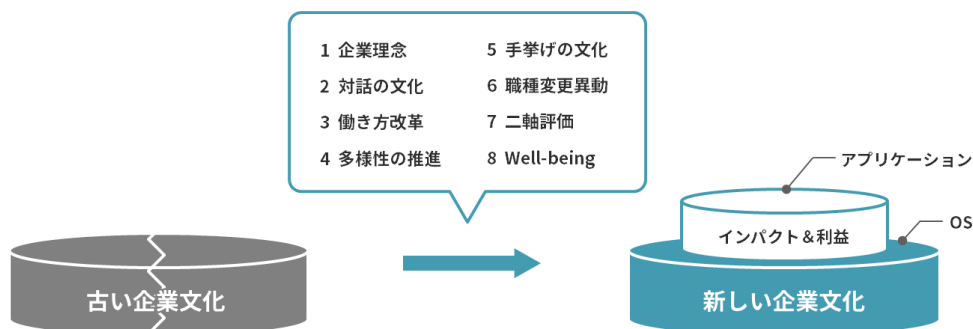 1 企業理念
2 対話の文化
3 働き方改革
4 多様性の推進
5 手挙げの文化
6 職種変更異動
7 二軸評価
8 Well-being
古い企業文化
アプリケーション
OS
インパクト＆利益
新しい企業文化